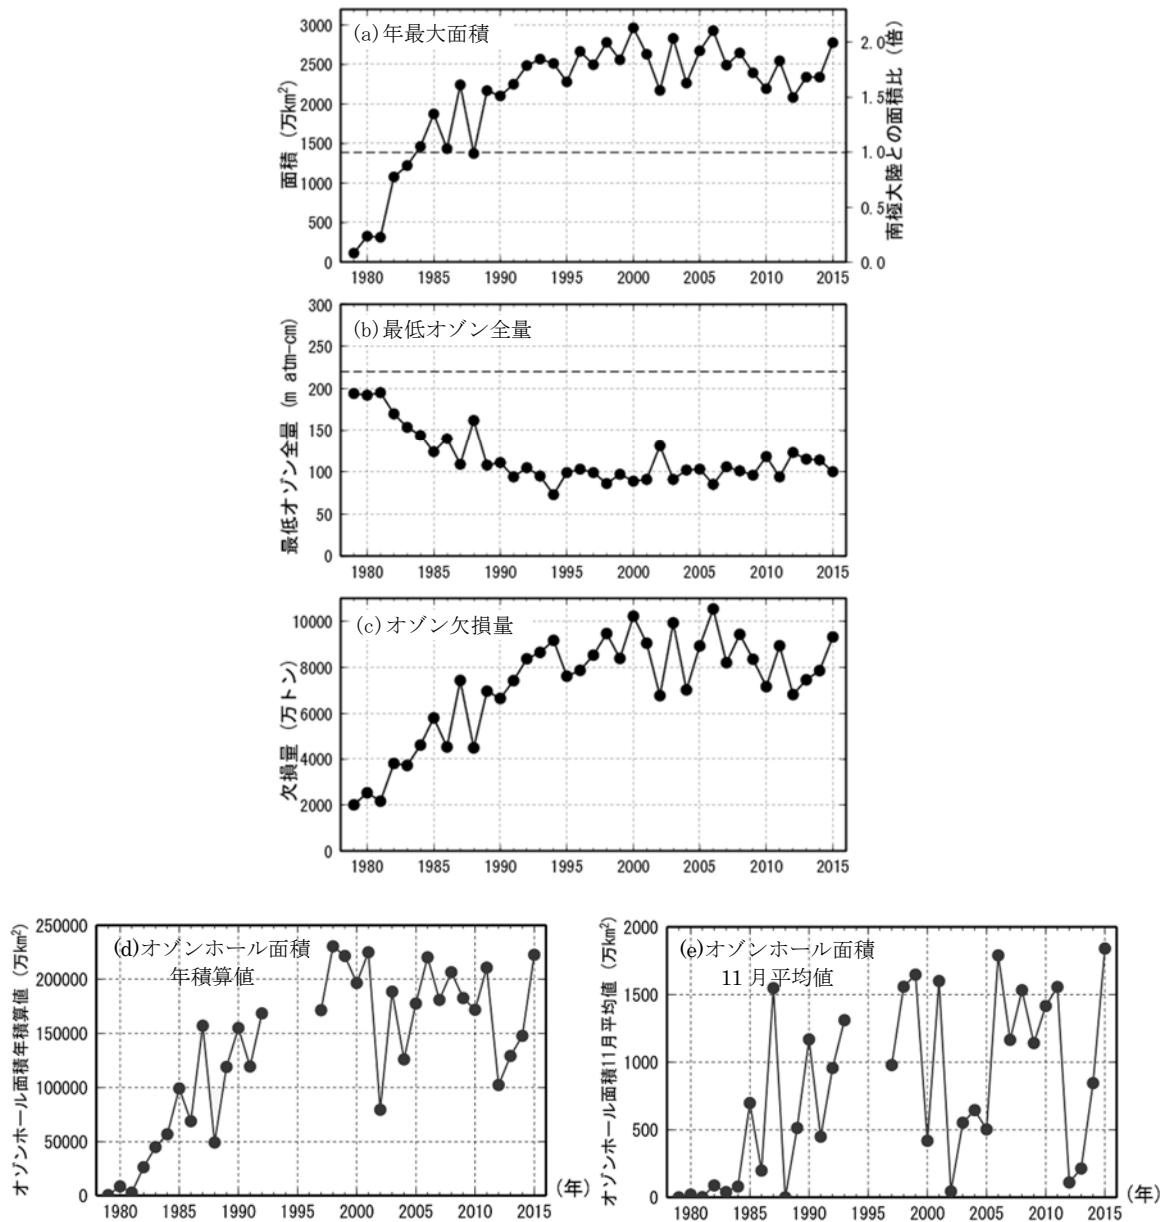 (a)年最大面積
面積 (万km²)
3000
2500
2000
1500
1000
500
0
南極大陸との面積比 (倍)
2.0
1.5
1.0
0.5
0.0
1980 1985 1990 1995 2000 2005 2010 2015
(b)最低オゾン全量
最低オゾン全量 (m atm-cm)
300
250
200
150
100
50
0
1980 1985 1990 1995 2000 2005 2010 2015
(c)オゾン欠損量
欠損量 (万トン)
10000
8000
6000
4000
2000
0
1980 1985 1990 1995 2000 2005 2010 2015
(d)オゾンホール面積
年積算値
オゾンホール面積年積算値 (万km²)
250000
200000
150000
100000
50000
0
1980 1985 1990 1995 2000 2005 2010 2015
(年)
(e)オゾンホール面積
11月平均値
オゾンホール面積11月平均値 (万km²)
2000
1500
1000
500
0
1980 1985 1990 1995 2000 2005 2010 2015
(年)